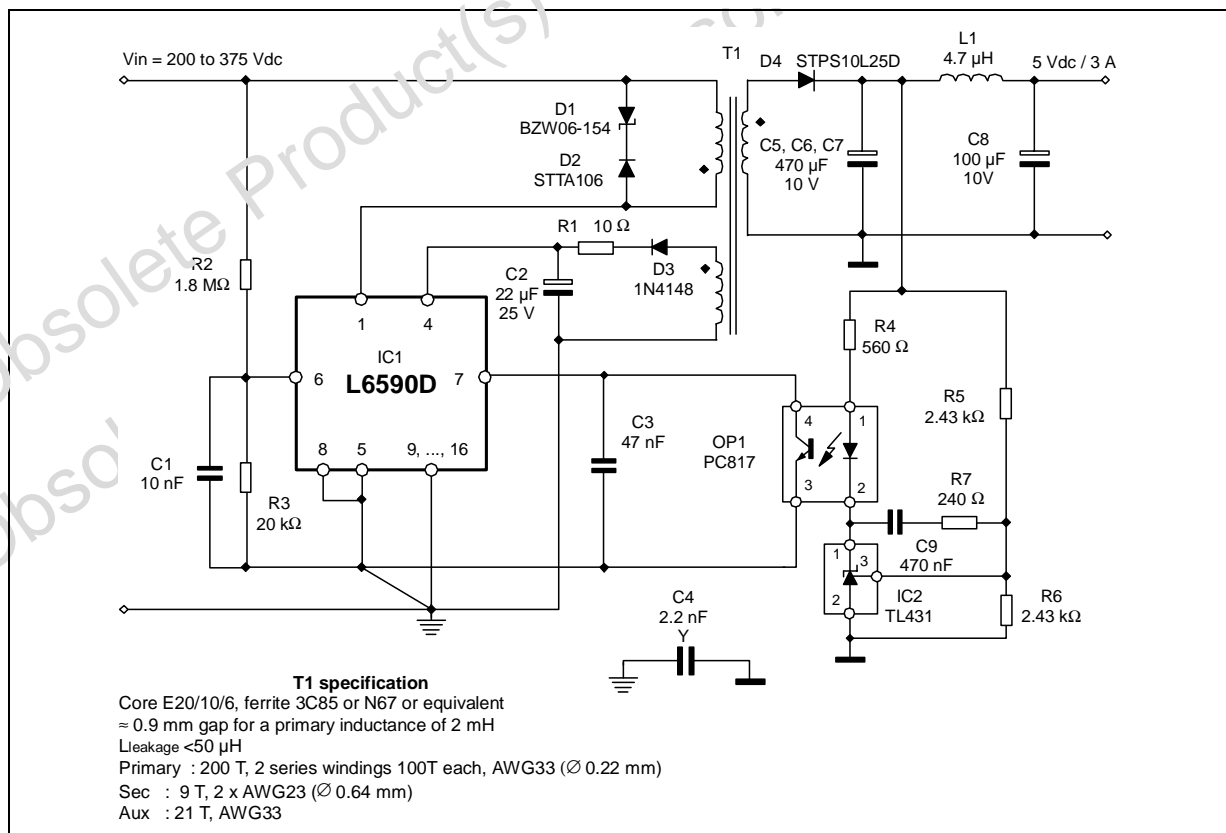 Obsolete Product(s)
Obsol
Vin = 200 to 375 Vdc
T1
D4 STPS10L25D
L1
4.7 µH
5 Vdc / 3 A
D1
BZW06-154
D2
STTA106
C5, C6, C7
470 µF
10 V
C8
100 µF
10V
R1 10 Ω
D3
1N4148
C2
22 µF
25 V
R2
1.8 MΩ
1 4
IC1
L6590D
6 7
8 5 9, ..., 16
C1
10 nF
R3
20 kΩ
C3
47 nF
R4
560 Ω
R5
2.43 kΩ
OP1
PC817
4 1
3 2
R7
240 Ω
C9
470 nF
1 3
2
IC2
TL431
R6
2.43 kΩ
C4
2.2 nF
Y
T1 specification
Core E20/10/6, ferrite 3C85 or N67 or equivalent
≈ 0.9 mm gap for a primary inductance of 2 mH
Lleakage <50 µH
Primary : 200 T, 2 series windings 100T each, AWG33 (∅ 0.22 mm)
Sec : 9 T, 2 x AWG23 (∅ 0.64 mm)
Aux : 21 T, AWG33